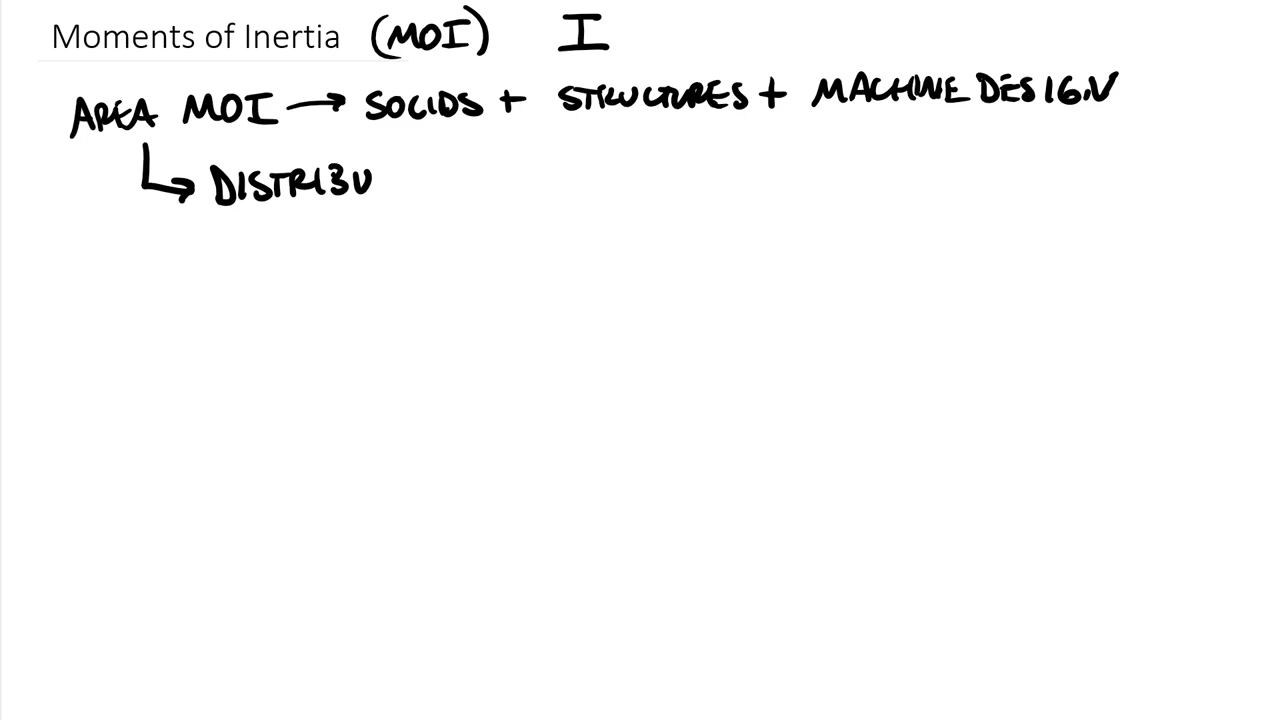 Moments of Inertia (MOI) I
AREA MOI → SOLIDS + STRUCTURES + MACHINE DESIGN
↳ DISTRIBU